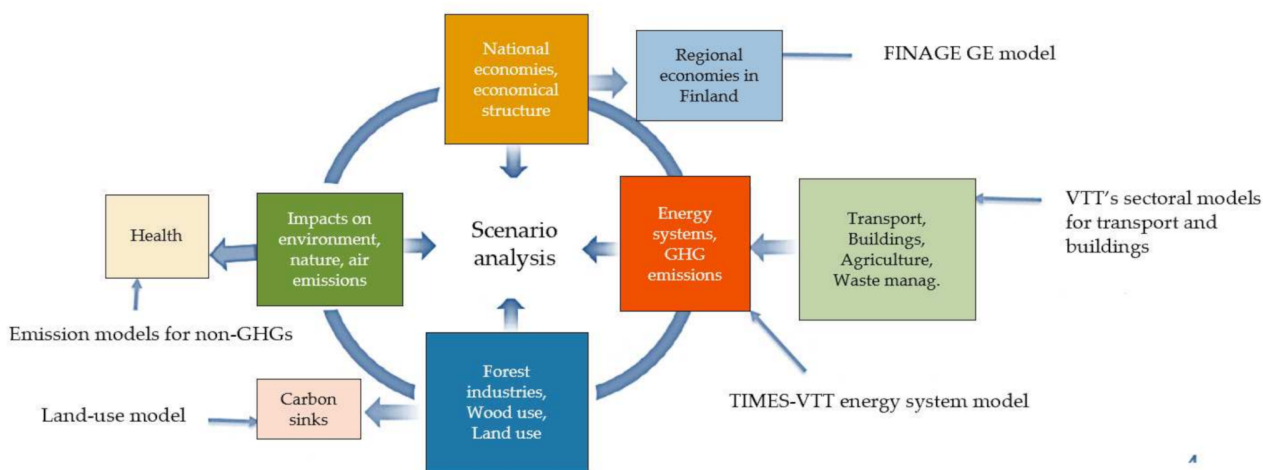 National
economies,
economical
structure
Regional
economies in
Finland
FINAGE GE model
Health
Impacts on
environment,
nature, air
emissions
Scenario
analysis
Energy
systems,
GHG
emissions
Transport,
Buildings,
Agriculture,
Waste manag.
VTT's sectoral models
for transport and
buildings
Emission models for non-GHGs
Forest
industries,
Wood use,
Land use
Carbon
sinks
Land-use model
TIMES-VTT energy system model